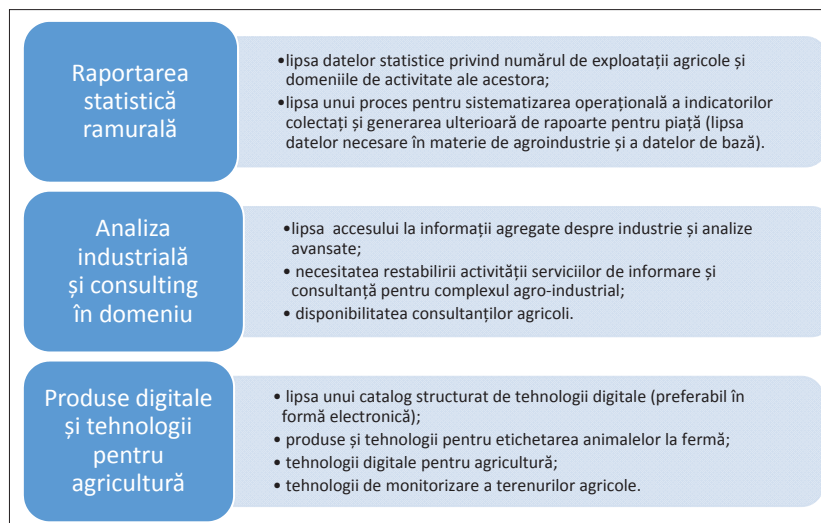 Raportarea
statistică
ramurală
•lipsa datelor statistice privind numărul de exploatații agricole și
domeniile de activitate ale acestora;
•lipsa unui proces pentru sistematizarea operațională a indicatorilor
colectați și generarea ulterioară de rapoarte pentru piață (lipsa
datelor necesare în materie de agroindustrie și a datelor de bază).
Analiza
industrială
și consulting
în domeniu
•lipsa accesului la informații agregate despre industrie și analize
avansate;
• necesitatea restabilirii activității serviciilor de informare și
consultanță pentru complexul agro-industrial;
• disponibilitatea consultanților agricoli.
Produse digitale
și tehnologii
pentru
agricultură
• lipsa unui catalog structurat de tehnologii digitale (preferabil în
formă electronică);
• produse și tehnologii pentru etichetarea animalelor la fermă;
• tehnologii digitale pentru agricultură;
• tehnologii de monitorizare a terenurilor agricole.